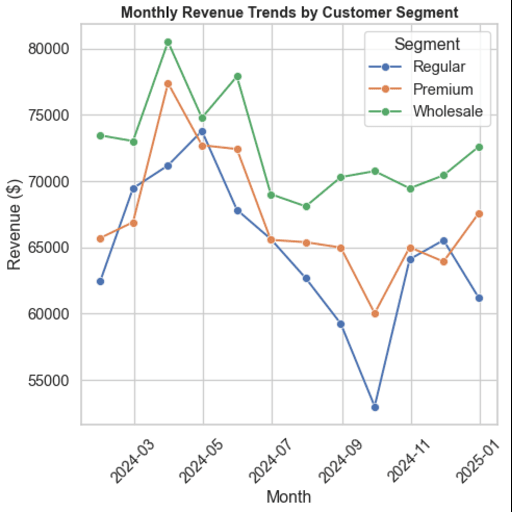 Monthly Revenue Trends by Customer Segment
Segment
Regular
Premium
Wholesale
Revenue ($)
80000
75000
70000
65000
60000
55000
2024-03
2024-05
2024-07
2024-09
2024-11
2025-01
Month